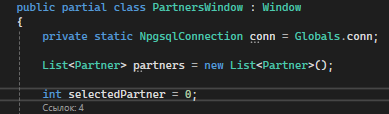 public partial class PartnersWindow : Window
{
private static NpgsqlConnection conn = Globals.conn;
List<Partner> partners = new List<Partner>();
int selectedPartner = 0;
Ссылок: 4